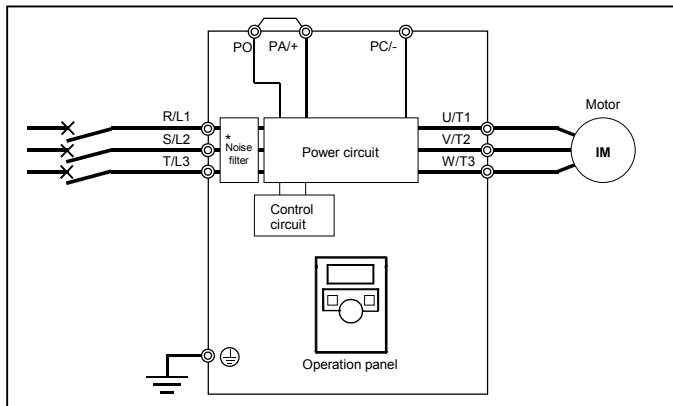 PO PA/+ PC/-
R/L1
S/L2
T/L3
* Noise
filter
Power circuit
U/T1
V/T2
W/T3
Motor
IM
Control
circuit
Operation panel